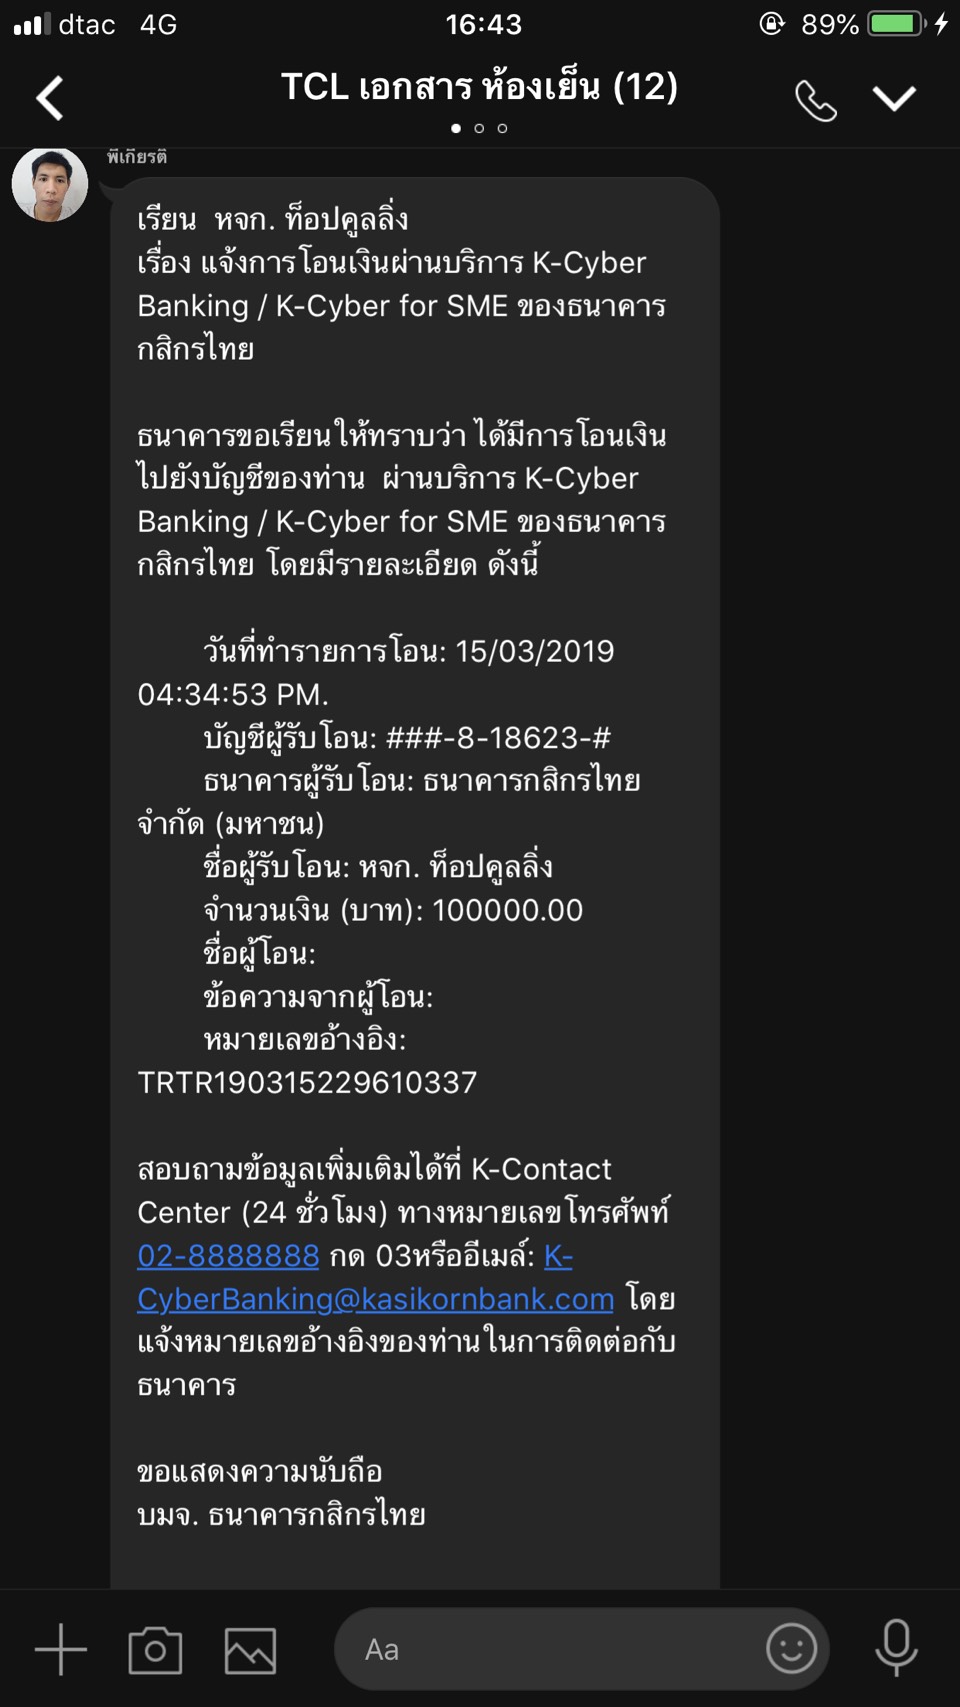 dtac 4G 16:43 89%
TCL เอกสาร ห้องเย็น (12)
พี่เกียรติ
เรียน หจก. ท็อปคูลลิ่ง
เรื่อง แจ้งการโอนเงินผ่านบริการ K-Cyber
Banking / K-Cyber for SME ของธนาคาร
กสิกรไทย
ธนาคารขอเรียนให้ทราบว่า ได้มีการโอนเงิน
ไปยังบัญชีของท่าน ผ่านบริการ K-Cyber
Banking / K-Cyber for SME ของธนาคาร
กสิกรไทย โดยมีรายละเอียด ดังนี้
วันที่ทำรายการโอน: 15/03/2019
04:34:53 PM.
บัญชีผู้รับโอน: ###-8-18623-#
ธนาคารผู้รับโอน: ธนาคารกสิกรไทย
จำกัด (มหาชน)
ชื่อผู้รับโอน: หจก. ท็อปคูลลิ่ง
จำนวนเงิน (บาท): 100000.00
ชื่อผู้โอน:
ข้อความจากผู้โอน:
หมายเลขอ้างอิง:
TRTR190315229610337
สอบถามข้อมูลเพิ่มเติมได้ที่ K-Contact
Center (24 ชั่วโมง) ทางหมายเลขโทรศัพท์
02-8888888 กด 03หรืออีเมล์: K-
CyberBanking@kasikornbank.com โดย
แจ้งหมายเลขอ้างอิงของท่านในการติดต่อกับ
ธนาคาร
ขอแสดงความนับถือ
บมจ. ธนาคารกสิกรไทย
Aa